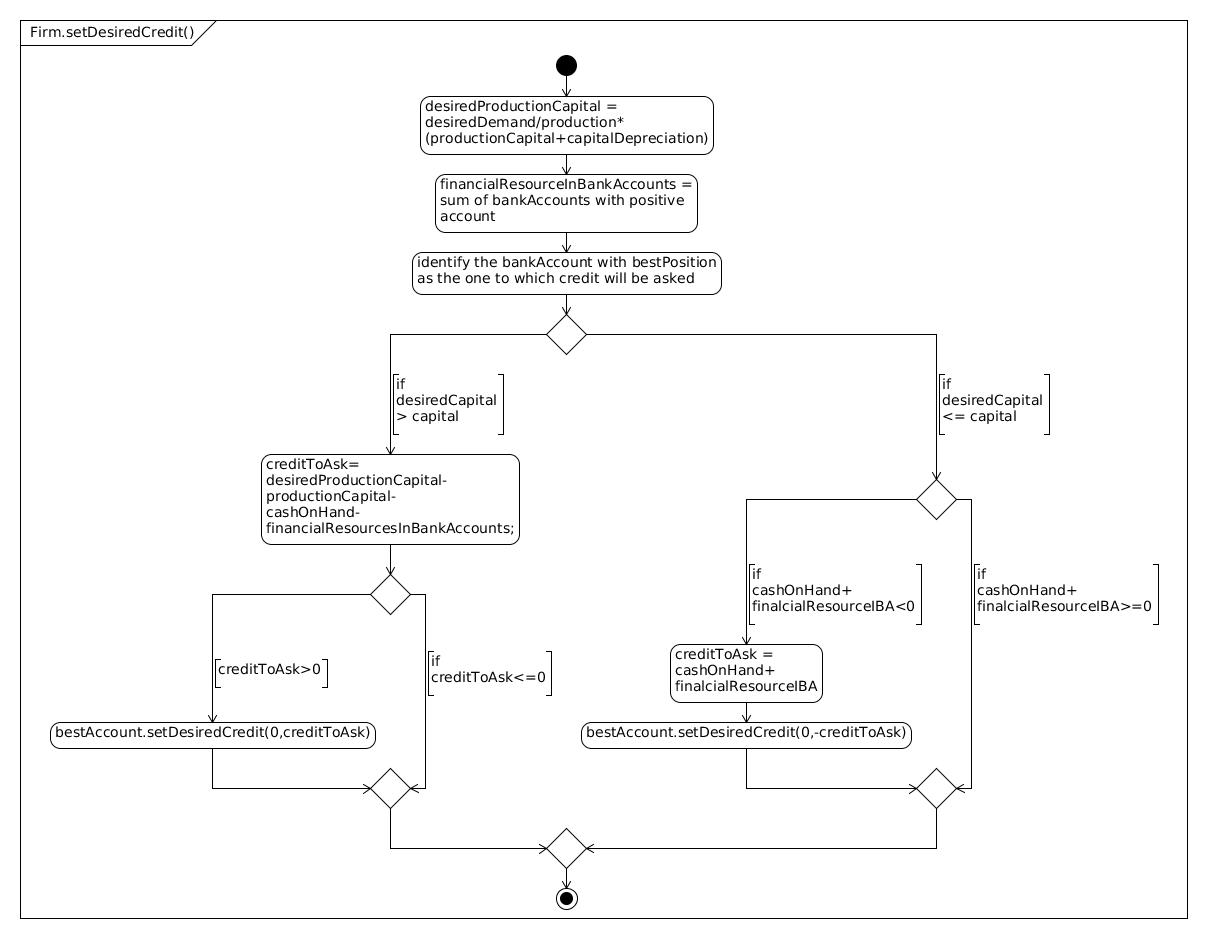 Firm.setDesiredCredit()
desiredProductionCapital =
desiredDemand/production*
(productionCapital+capitalDepreciation)
financialResourceInBankAccounts =
sum of bankAccounts with positive
account
identify the bankAccount with bestPosition
as the one to which credit will be asked
if
desiredCapital
> capital
if
desiredCapital
<= capital
creditToAsk=
desiredProductionCapital-
productionCapital-
cashOnHand-
financialResourcesInBankAccounts;
if
cashOnHand+
finalcialResourceIBA<0
if
cashOnHand+
finalcialResourceIBA>=0
creditToAsk>0
if
creditToAsk<=0
creditToAsk =
cashOnHand+
finalcialResourceIBA
bestAccount.setDesiredCredit(0,creditToAsk)
bestAccount.setDesiredCredit(0,-creditToAsk)